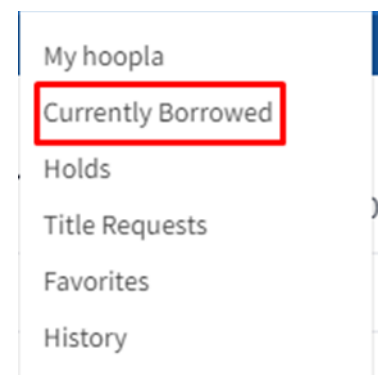 My hoopla
Currently Borrowed
Holds
Title Requests
Favorites
History